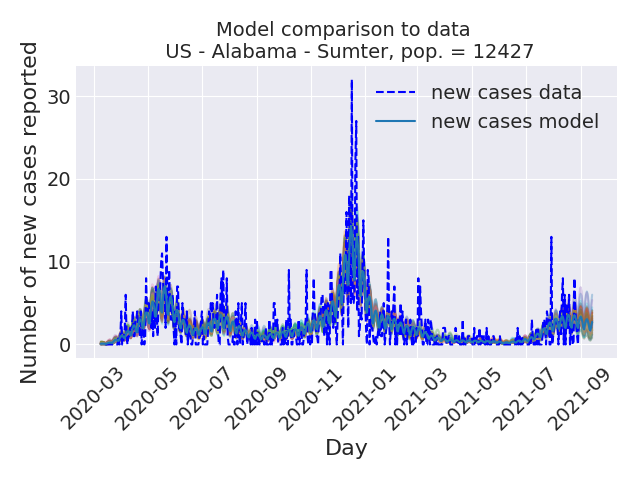 Model comparison to data
US - Alabama - Sumter, pop. = 12427
Number of new cases reported
30
20
10
0
new cases data
new cases model
2020-03
2020-05
2020-07
2020-09
2020-11
2021-01
2021-03
2021-05
2021-07
2021-09
Day